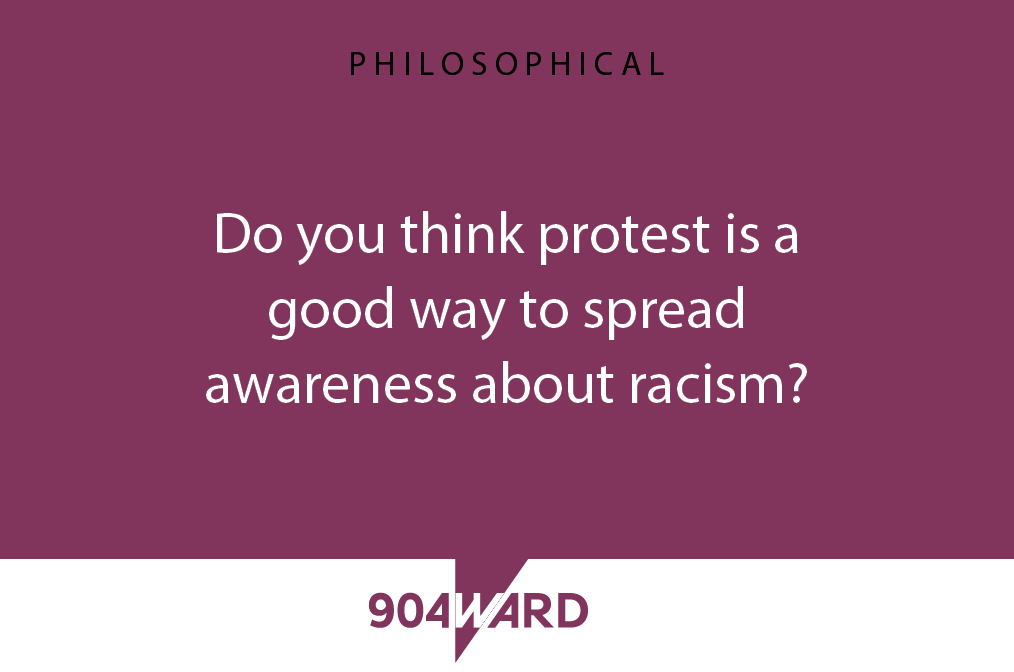 PHILOSOPHICAL
Do you think protest is a
good way to spread
awareness about racism?
904WARD